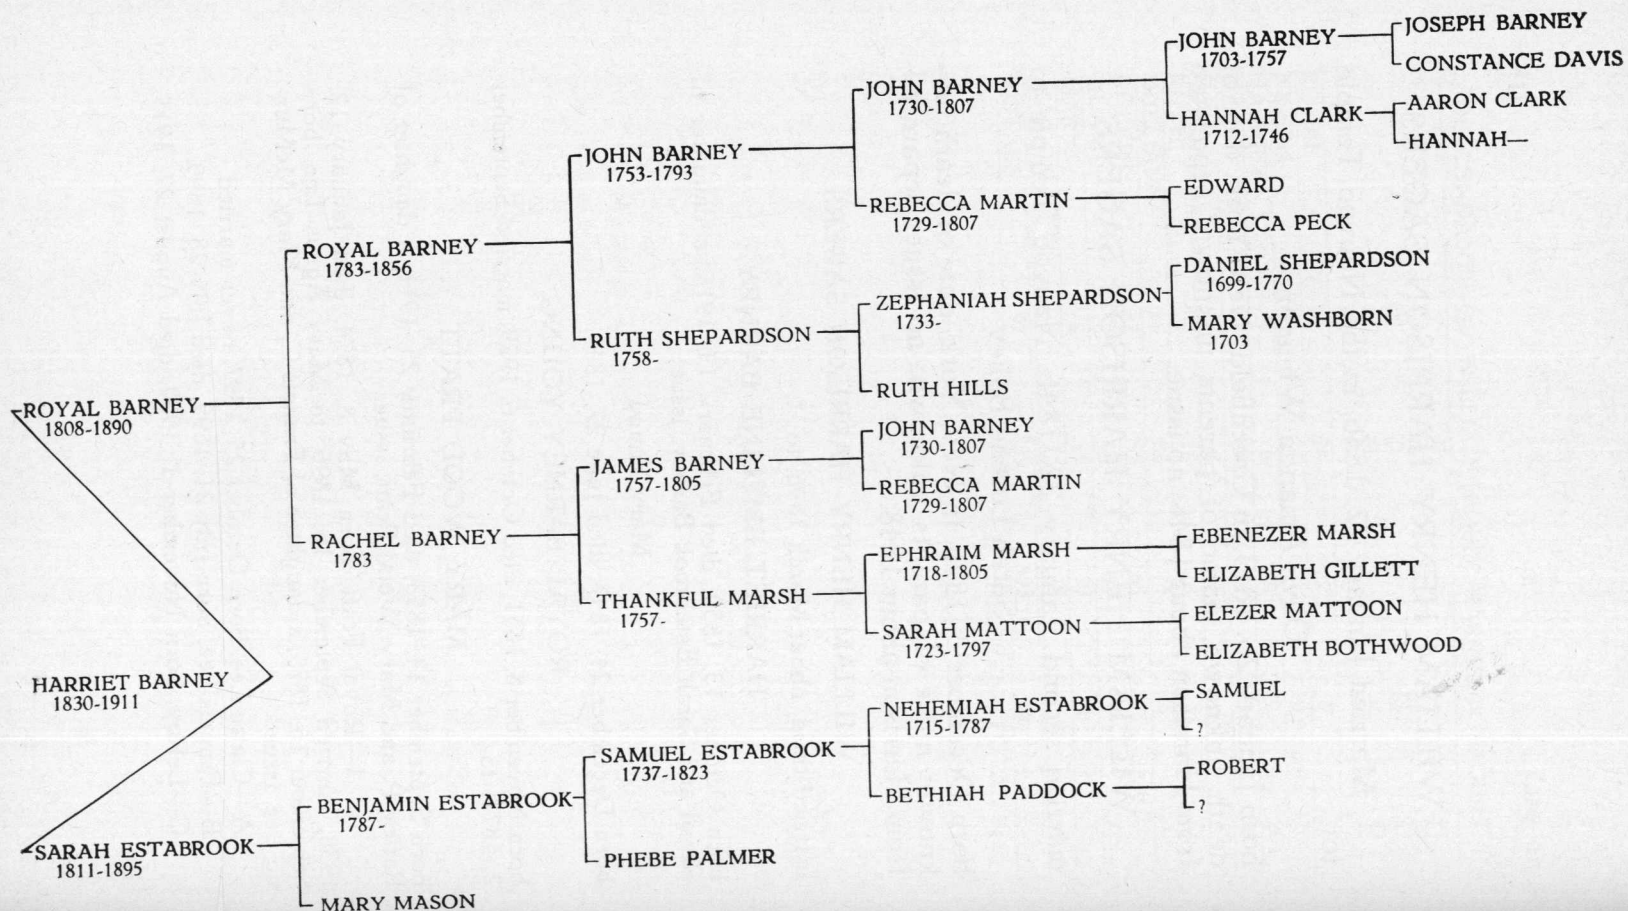 JOHN BARNEY
1703-1757
JOSEPH BARNEY
CONSTANCE DAVIS
JOHN BARNEY
1730-1807
HANNAH CLARK
1712-1746
AARON CLARK
HANNAH—
JOHN BARNEY
1753-1793
REBECCA MARTIN
1729-1807
EDWARD
REBECCA PECK
ROYAL BARNEY
1783-1856
DANIEL SHEPARDSON
1699-1770
ZEPHANIAH SHEPARDSON
1733-
MARY WASHBORN
1703
RUTH SHEPARDSON
1758-
RUTH HILLS
ROYAL BARNEY
1808-1890
JOHN BARNEY
1730-1807
JAMES BARNEY
1757-1805
REBECCA MARTIN
1729-1807
RACHEL BARNEY
1783
EPHRAIM MARSH
1718-1805
EBENEZER MARSH
ELIZABETH GILLETT
THANKFUL MARSH
1757-
SARAH MATTOON
1723-1797
ELEZER MATTOON
ELIZABETH BOTHWOOD
HARRIET BARNEY
1830-1911
NEHEMIAH ESTABROOK
1715-1787
SAMUEL
?
SAMUEL ESTABROOK
1737-1823
BETHIAH PADDOCK
ROBERT
?
BENJAMIN ESTABROOK
1787-
PHEBE PALMER
SARAH ESTABROOK
1811-1895
MARY MASON